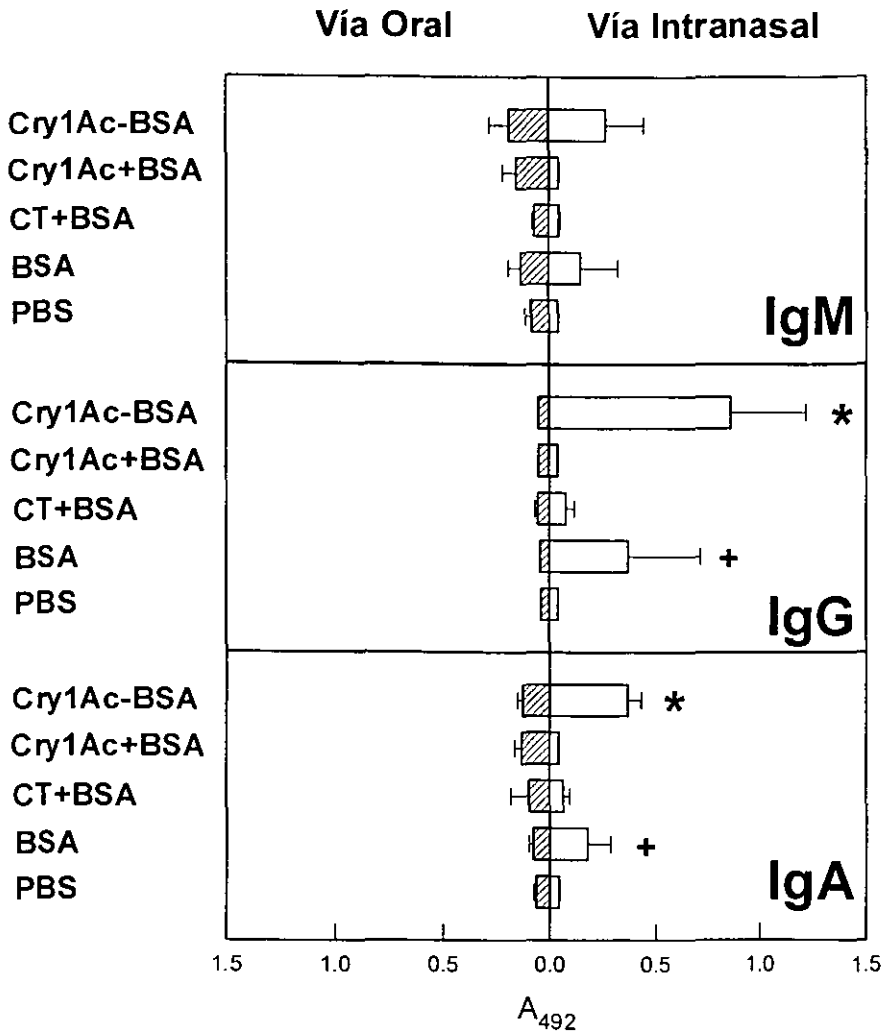 Vía Oral Vía Intranasal
Cry1Ac-BSA
Cry1Ac+BSA
CT+BSA
BSA
PBS
IgM
Cry1Ac-BSA *
Cry1Ac+BSA
CT+BSA
BSA +
PBS
IgG
Cry1Ac-BSA *
Cry1Ac+BSA
CT+BSA
BSA +
PBS
IgA
1.5 1.0 0.5 0.0 0.5 1.0 1.5
A492